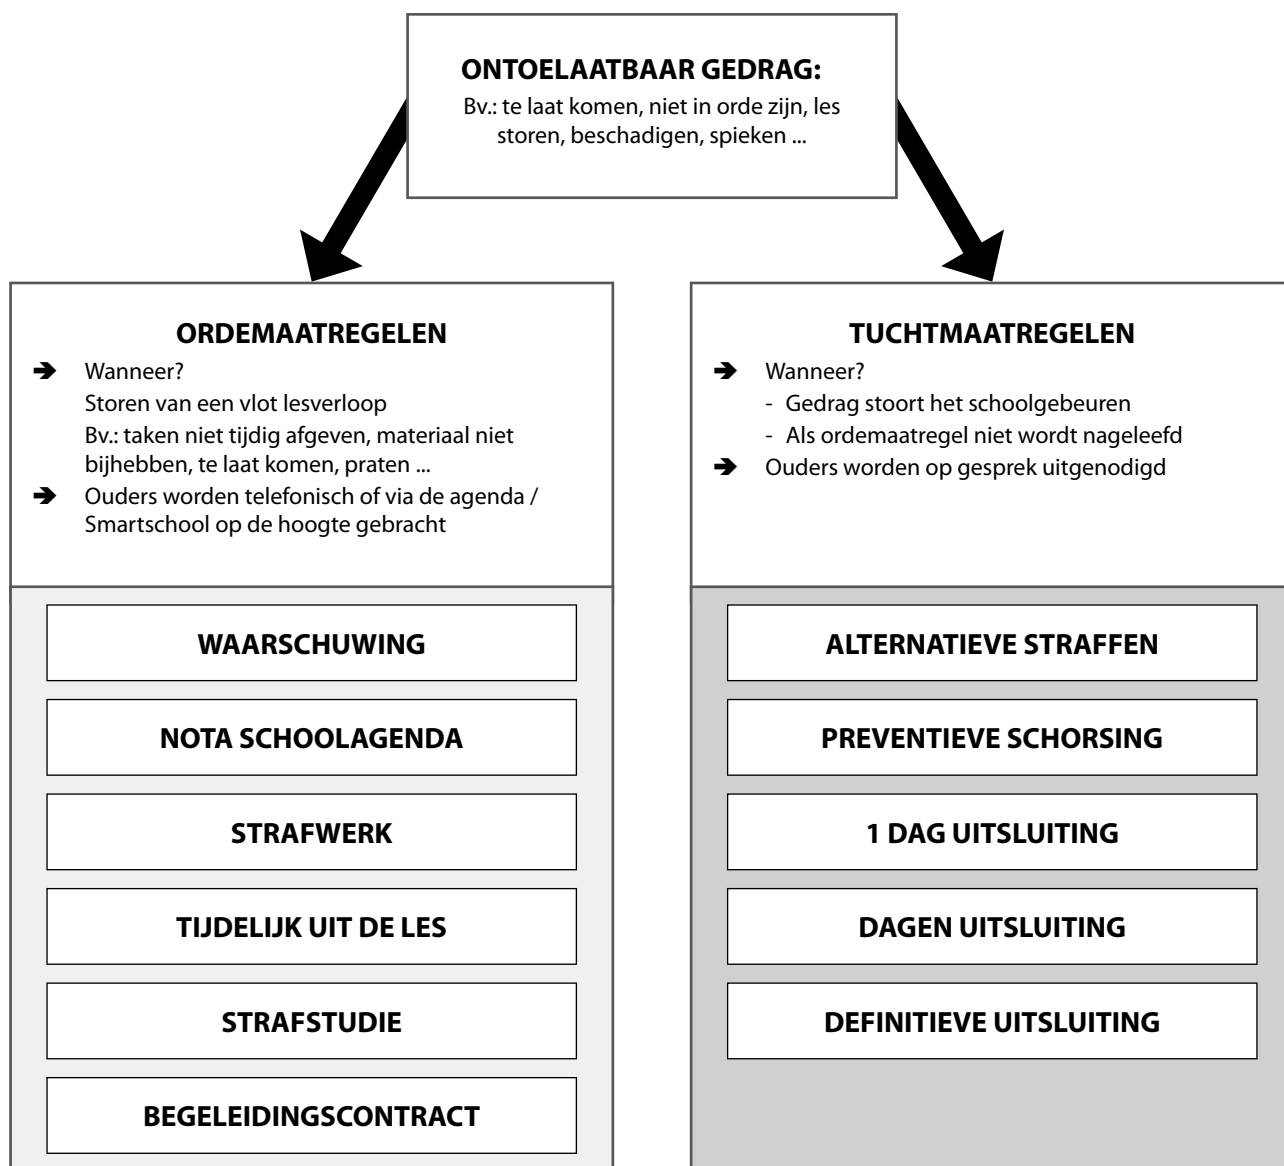 ONTOELAATBAAR GEDRAG:
Bv.: te laat komen, niet in orde zijn, les
storen, beschadigen, spieken ...
ORDEMAATREGELEN
➔ Wanneer?
Storen van een vlot lesverloop
Bv.: taken niet tijdig afgeven, materiaal niet
bijhebben, te laat komen, praten ...
➔ Ouders worden telefonisch of via de agenda /
Smartschool op de hoogte gebracht
WAARSCHUWING
NOTA SCHOOLAGENDA
STRAFWERK
TIJDELIJK UIT DE LES
STRAFSTUDIE
BEGELEIDINGSCONTRACT
TUCHTMAATREGELEN
➔ Wanneer?
- Gedrag stoort het schoolgebeuren
- Als ordemaatregel niet wordt nageleefd
➔ Ouders worden op gesprek uitgenodigd
ALTERNATIEVE STRAFFEN
PREVENTIEVE SCHORSING
1 DAG UITSLUITING
DAGEN UITSLUITING
DEFINITIEVE UITSLUITING